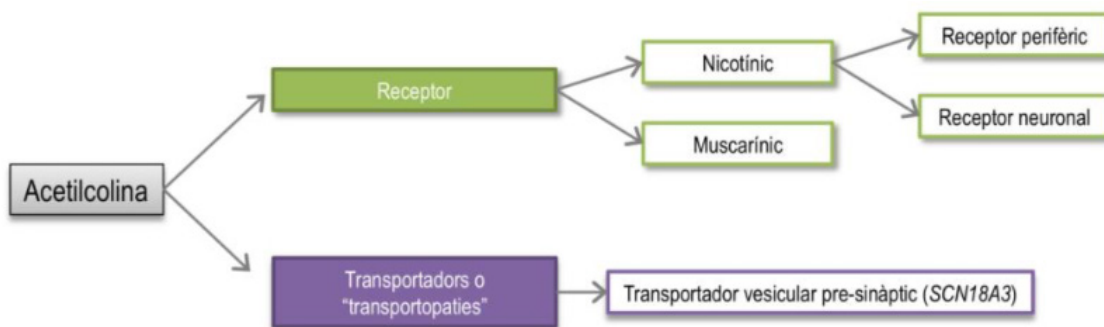 Receptor perifèric
Nicotínic
Receptor
Receptor neuronal
Muscarínic
Acetilcolina
Transportadors o
“transportopaties”
Transportador vesicular pre-sinàptic (SCN18A3)